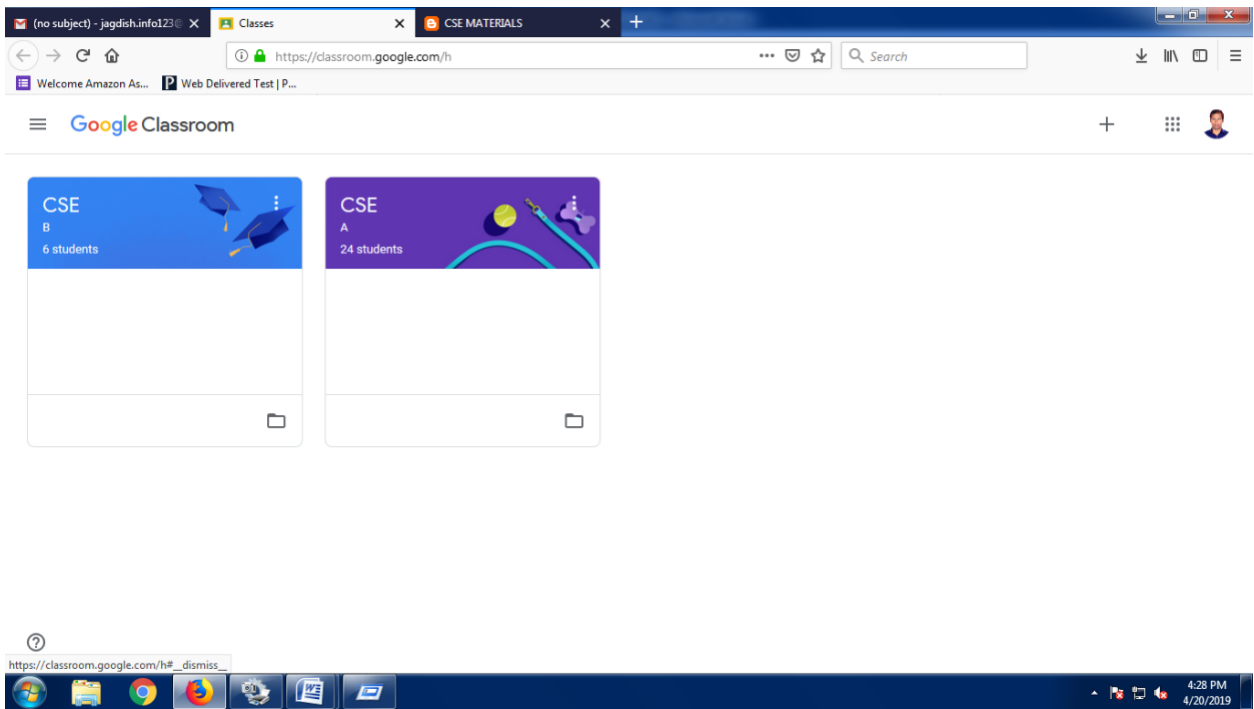 (no subject) - jagdish.info123@
Classes
CSE MATERIALS
https://classroom.google.com/h
Search
Welcome Amazon As...
Web Delivered Test | P...
Google Classroom
CSE
B
6 students
CSE
A
24 students
https://classroom.google.com/h#__dismiss__
4:28 PM
4/20/2019